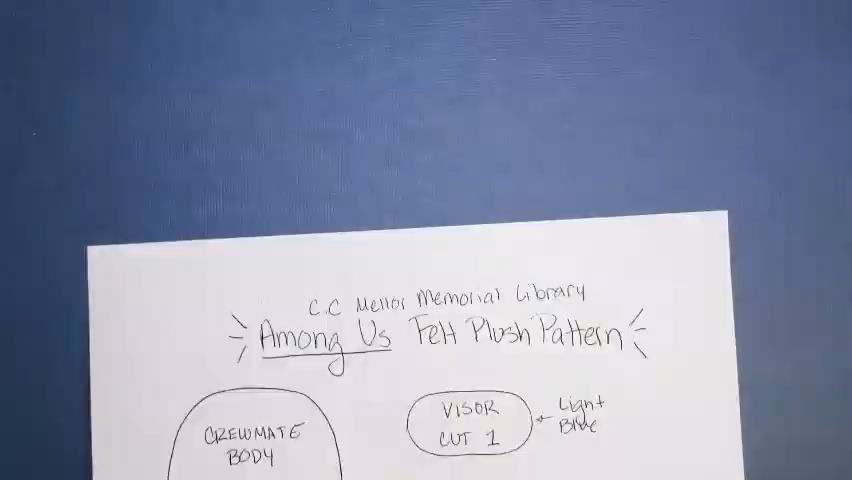 C.C Mellor Memorial Library
Among Us Felt Plush Pattern
CREWMATE
BODY
VISOR
CUT 1
Light
Blue